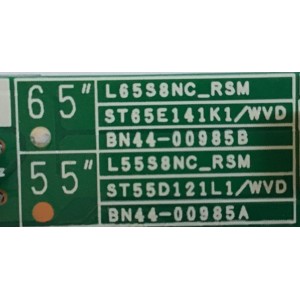 65" L65S8NC_RSM
ST65E141K1/WVD
BN44-00985B
55" L55S8NC_RSM
ST55D121L1/WVD
BN44-00985A